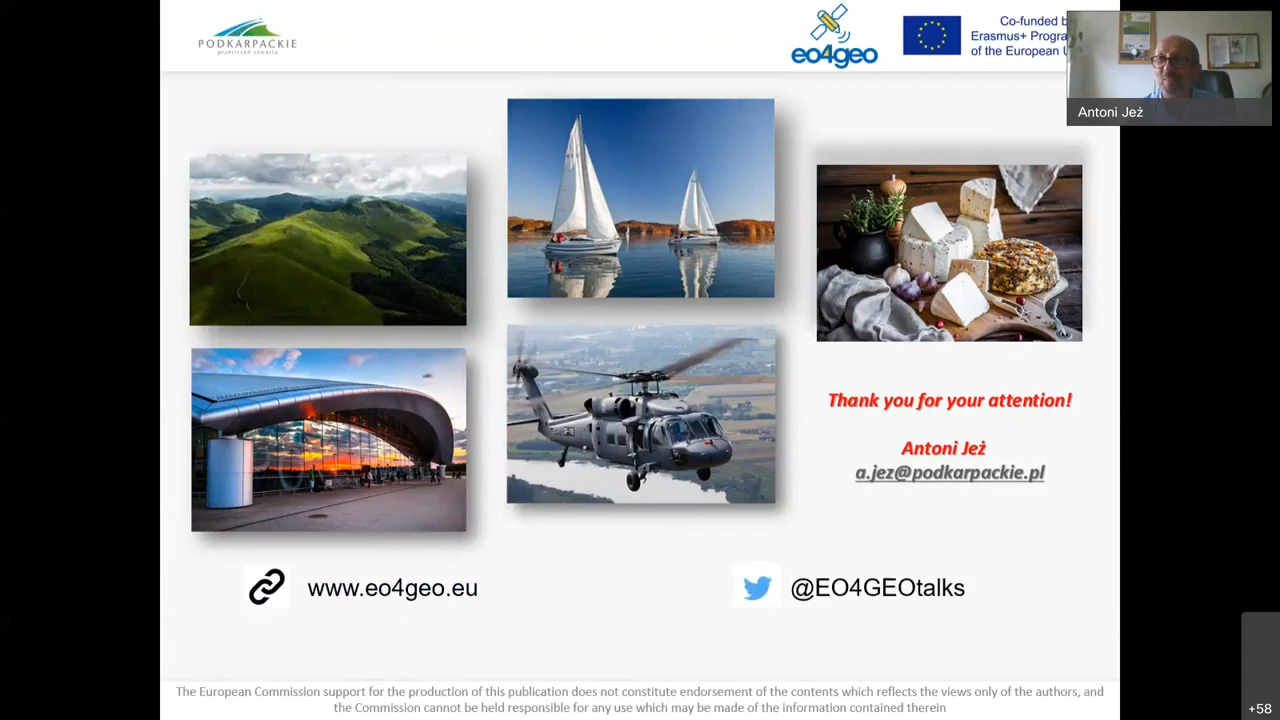 PODKARPACKIE
przestrzeń otwarta
eo4geo
Co-funded b
Erasmus+ Progra
of the European U
Antoni Jeż
Thank you for your attention!
Antoni Jeż
a.jez@podkarpackie.pl
www.eo4geo.eu
@EO4GEOtalks
The European Commission support for the production of this publication does not constitute endorsement of the contents which reflects the views only of the authors, and
the Commission cannot be held responsible for any use which may be made of the information contained therein
+58